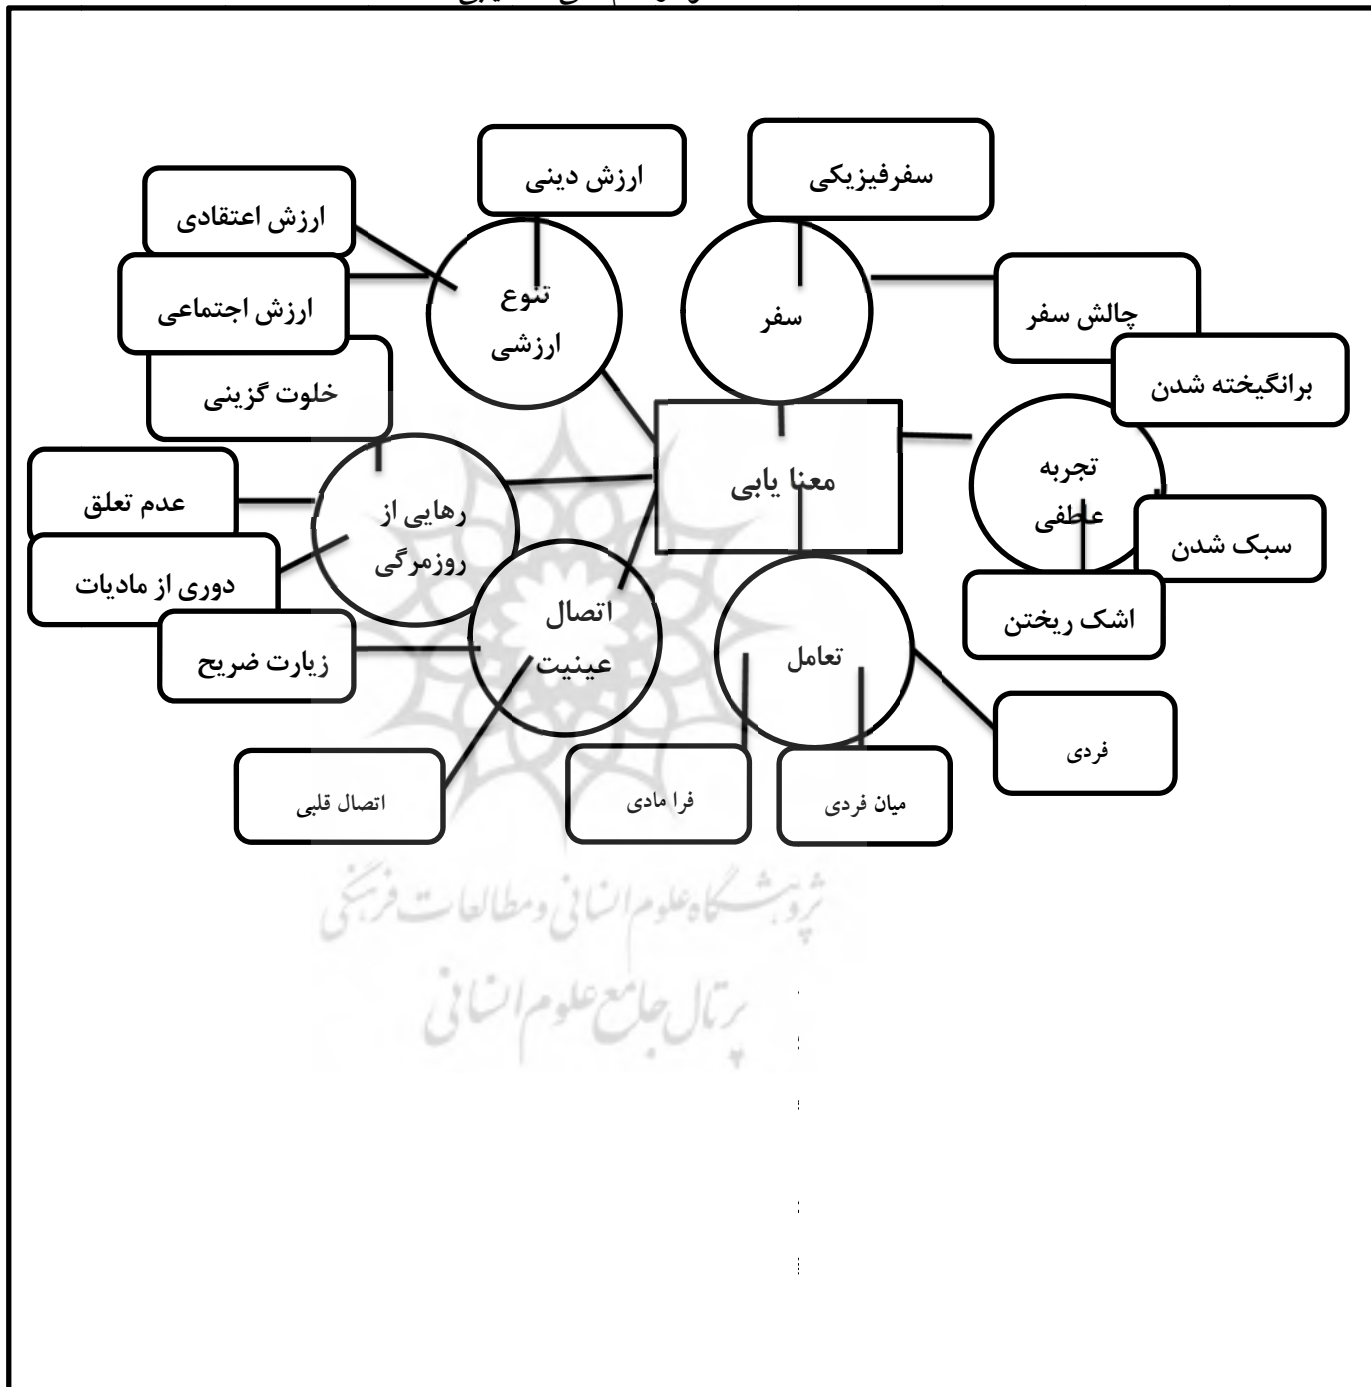 ارزش دینی
سفرفیزیکی
ارزش اعتقادی
ارزش اجتماعی
تنوع
ارزشی
سفر
چالش سفر
برانگیخته شدن
خلوت گزینی
معنا یابی
تجربه
عطفی
عدم تعلق
رهایی از
روزمرگی
سبک شدن
دوری از مادیات
اتصال
عینیت
تعامل
اشک ریختن
زیارت ضریح
فردی
اتصال قلبی
فرا مادی
میان فردی
پژوهشگاه علوم انسانی و مطالعات فرهنگی
پرتال جامع علوم انسانی